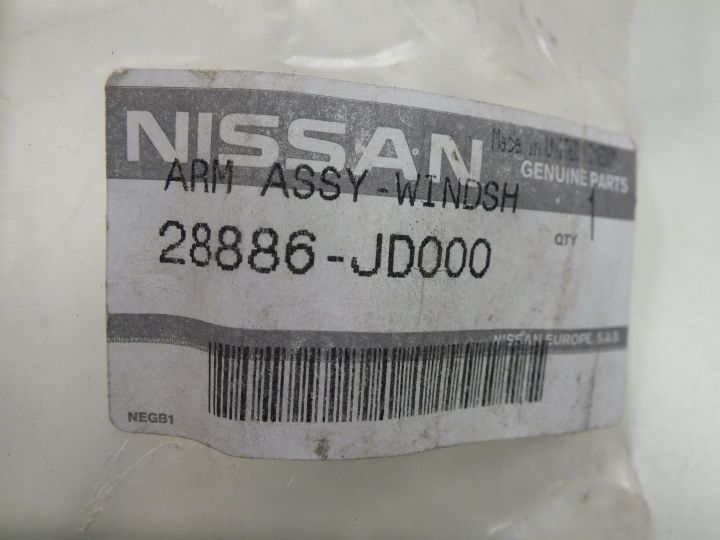 NISSAN
Made in UNITED KINGDOM
GENUINE PARTS
ARM ASSY-WINDSH
28886-JD000
QTY 1
NISSAN EUROPE, S.A.S
NEGB1